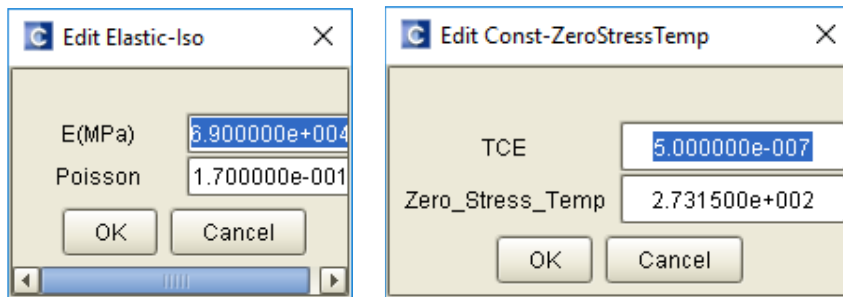 Edit Elastic-Iso
E(MPa) 6.900000e+004
Poisson 1.700000e-001
OK Cancel
Edit Const-ZeroStressTemp
TCE 5.000000e-007
Zero_Stress_Temp 2.731500e+002
OK Cancel